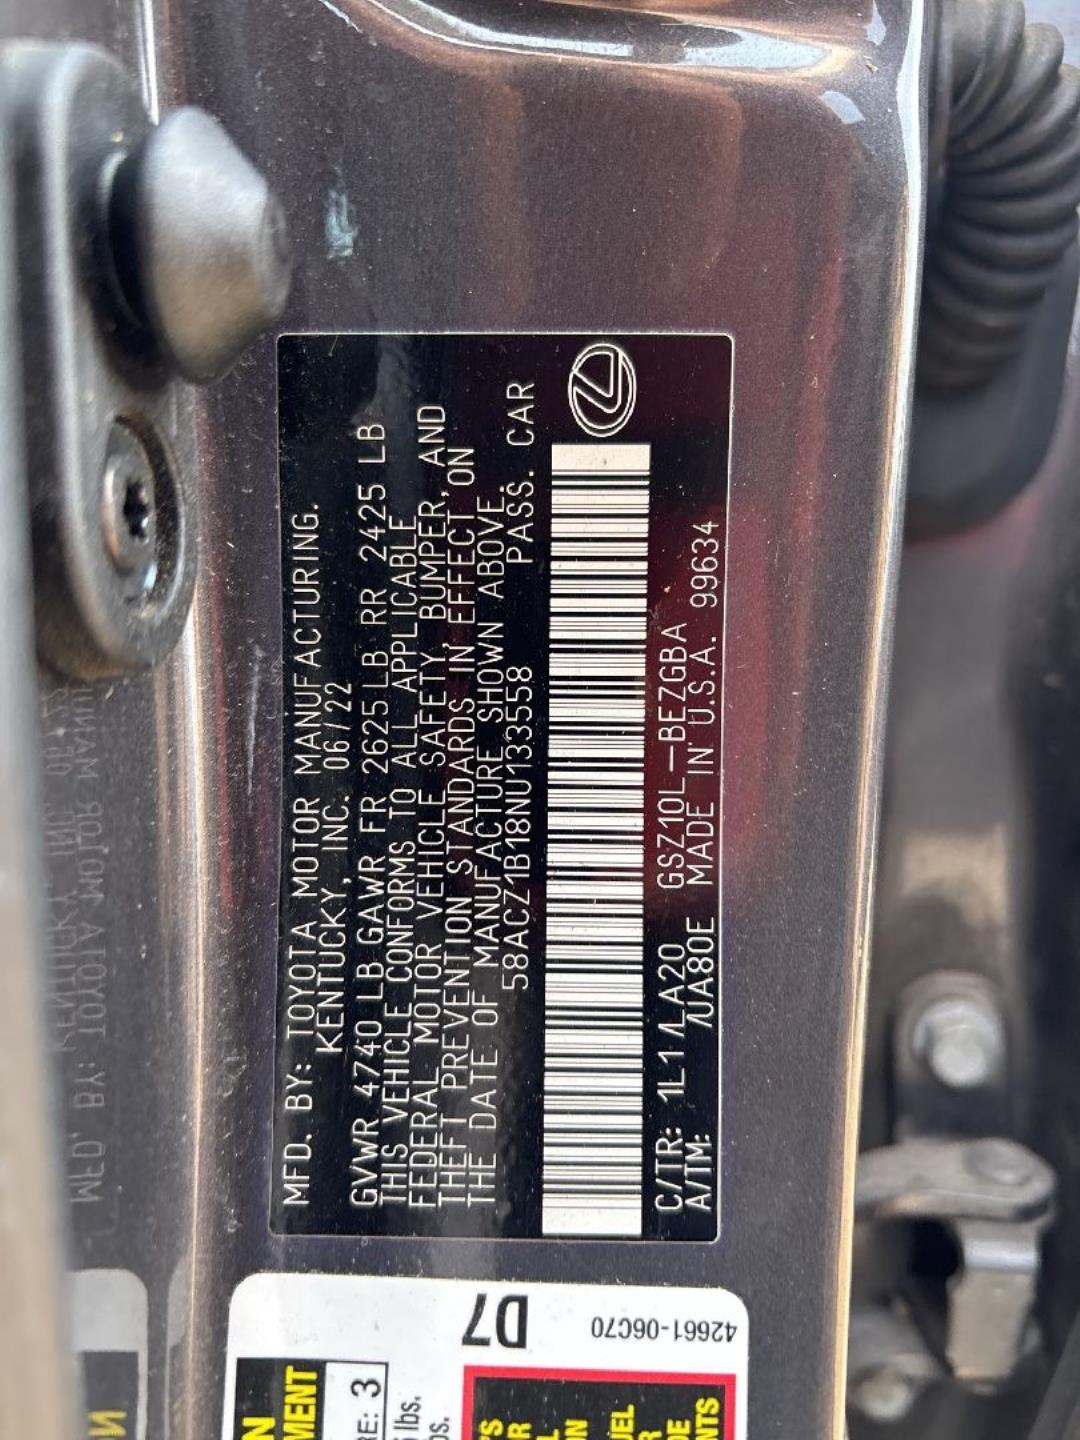 MFD. BY: TOYOTA MOTOR MANUFACTURING.
KENTUCKY, INC. 06/22
GVWR 4740 LB GAWR FR 2625 LB RR 2425 LB
THIS VEHICLE CONFORMS TO ALL APPLICABLE
FEDERAL MOTOR VEHICLE SAFETY, BUMPER, AND
THEFT PREVENTION STANDARDS IN EFFECT ON
THE DATE OF MANUFACTURE SHOWN ABOVE.
58ACZ1B18NU133558 PASS. CAR
C/TR: 1L1 LA20 GSZ10L-BEZGBA
A/TM: /UA80E MADE IN U.S.A. 99634
D7
42661-06C70
3
lbs.